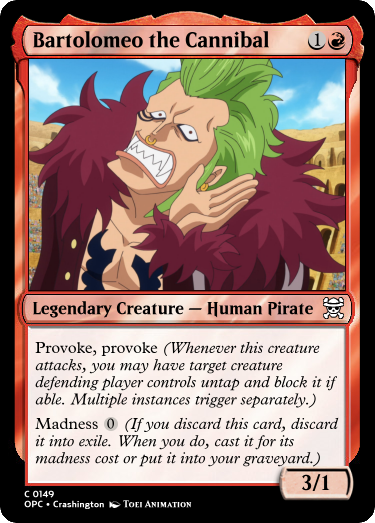 Bartolomeo the Cannibal 1
Legendary Creature — Human Pirate
Provoke, provoke (Whenever this creature
attacks, you may have target creature
defending player controls untap and block it if
able. Multiple instances trigger separately.)
Madness 0 (If you discard this card, discard
it into exile. When you do, cast it for its
madness cost or put it into your graveyard.)
3/1
C 0149
OPC • Crashington TOEI ANIMATION